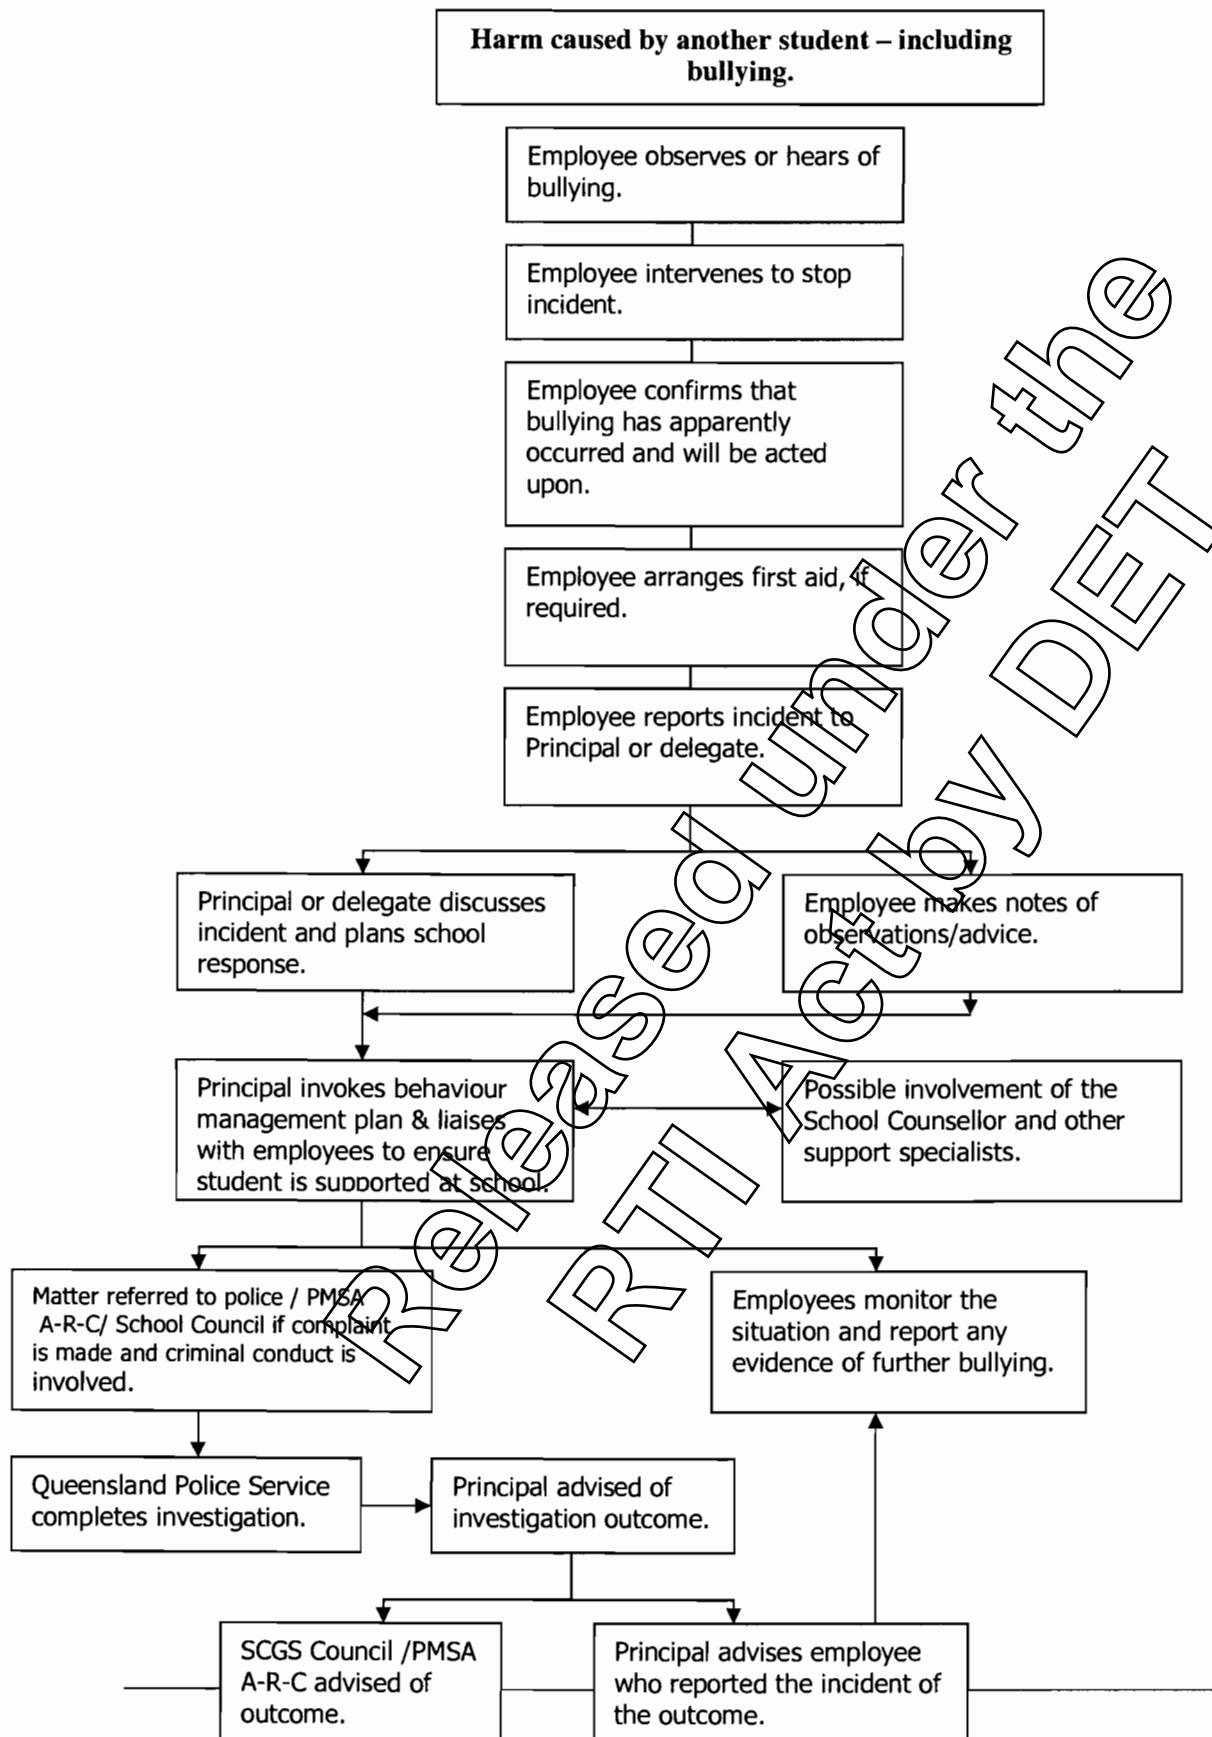 Harm caused by another student – including
bullying.
Employee observes or hears of
bullying.
Employee intervenes to stop
incident.
Employee confirms that
bullying has apparently
occurred and will be acted
upon.
Employee arranges first aid, if
required.
Employee reports incident to
Principal or delegate.
Principal or delegate discusses
incident and plans school
response.
Employee makes notes of
observations/advice.
Principal invokes behaviour
management plan & liaises
with employees to ensure
student is supported at school.
Possible involvement of the
School Counsellor and other
support specialists.
Matter referred to police / PMSA
A-R-C/ School Council if complaint
is made and criminal conduct is
involved.
Employees monitor the
situation and report any
evidence of further bullying.
Queensland Police Service
completes investigation.
Principal advised of
investigation outcome.
SCGS Council /PMSA
A-R-C advised of
outcome.
Principal advises employee
who reported the incident of
the outcome.
Released under the
RTI Act by DET